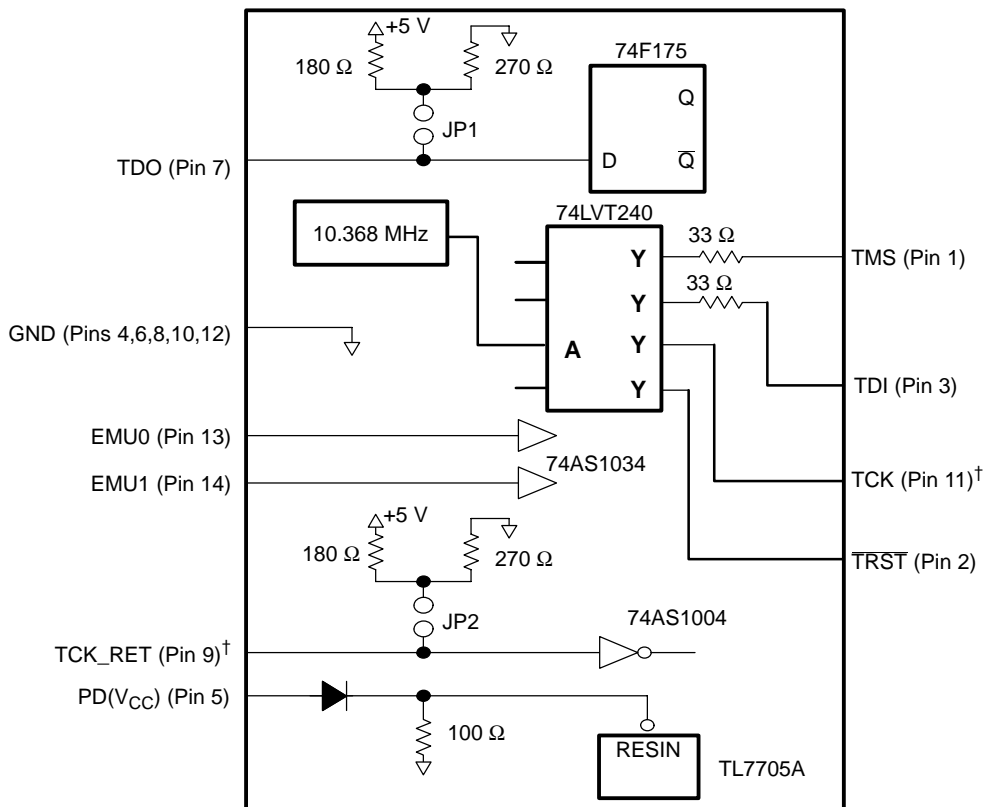 +5 V
180 Ω
270 Ω
JP1
74F175
Q
D
Q̅
TDO (Pin 7)
74LVT240
10.368 MHz
Y
33 Ω
TMS (Pin 1)
33 Ω
Y
GND (Pins 4,6,8,10,12)
A
Y
Y
TDI (Pin 3)
EMU0 (Pin 13)
74AS1034
EMU1 (Pin 14)
TCK (Pin 11)†
+5 V
180 Ω
270 Ω
T̅R̅S̅T̅ (Pin 2)
JP2
74AS1004
TCK_RET (Pin 9)†
PD(VCC) (Pin 5)
100 Ω
RESIN
TL7705A